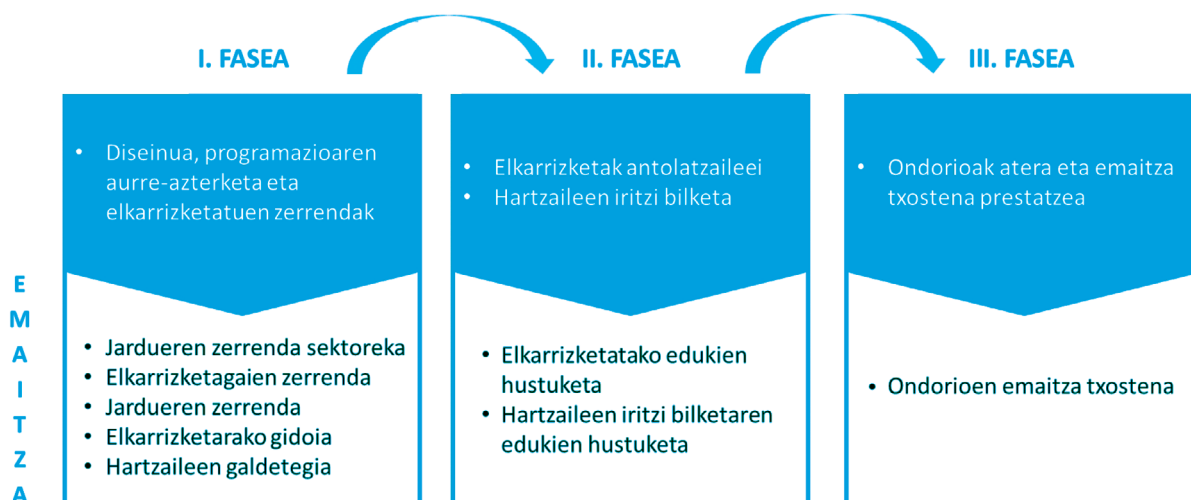 I. FASEA
II. FASEA
III. FASEA
• Diseinua, programazioaren
aurre-azterketa eta
elkarrizketatuen zerrendak
• Elkarrizketak antolatzaileei
• Hartzaileen iritzi bilketa
• Ondorioak atera eta emaitza
txostena prestatzea
E
M
A
I
T
Z
A
• Jardueren zerrenda sektoreka
• Elkarrizketagaien zerrenda
• Jardueren zerrenda
• Elkarrizketarako gidoia
• Hartzaileen galdetegia
• Elkarrizketatako edukien
hustuketa
• Hartzaileen iritzi bilketaren
edukien hustuketa
• Ondorioen emaitza txostena